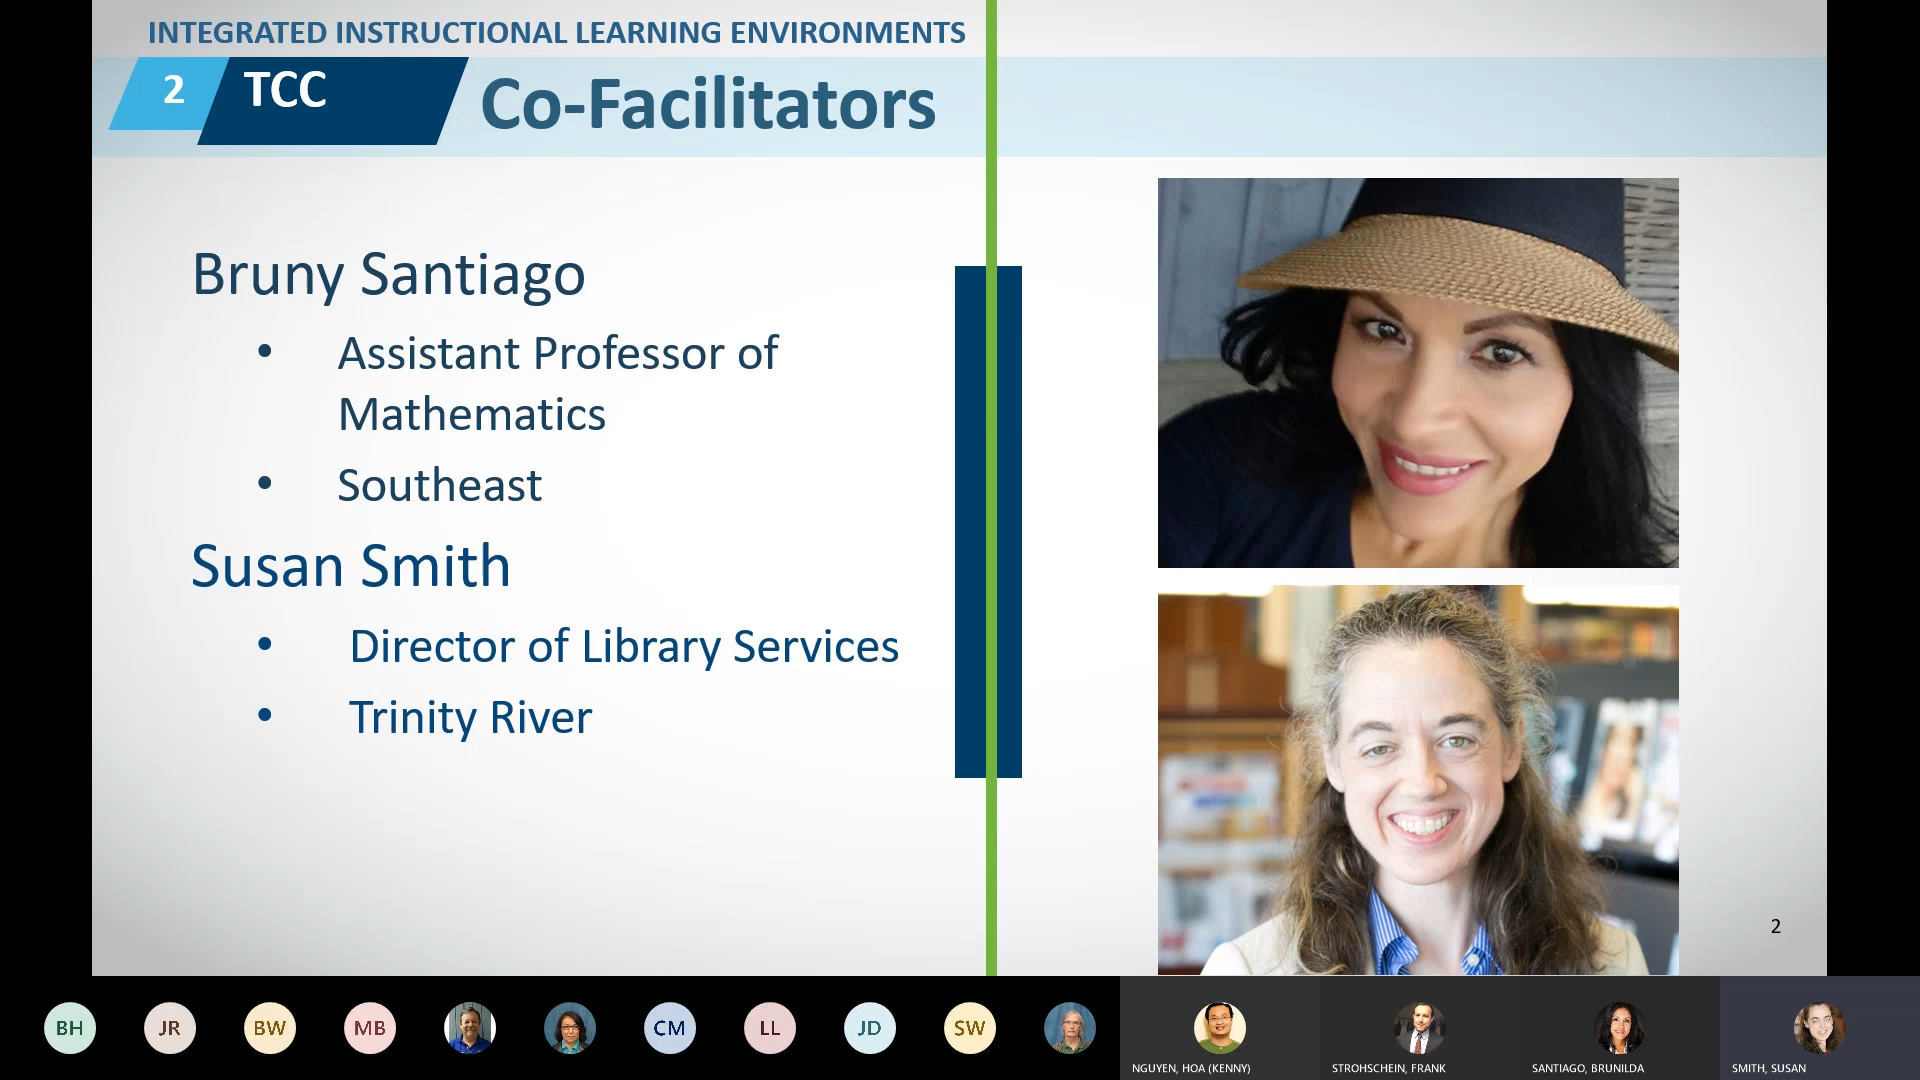 INTEGRATED INSTRUCTIONAL LEARNING ENVIRONMENTS
2 TCC Co-Facilitators
Bruny Santiago
• Assistant Professor of
Mathematics
• Southeast
Susan Smith
• Director of Library Services
• Trinity River
2
BH JR BW MB CM LL JD SW
NGUYEN, HOA (KENNY) STROHSCHEIN, FRANK SANTIAGO, BRUNILDA SMITH, SUSAN